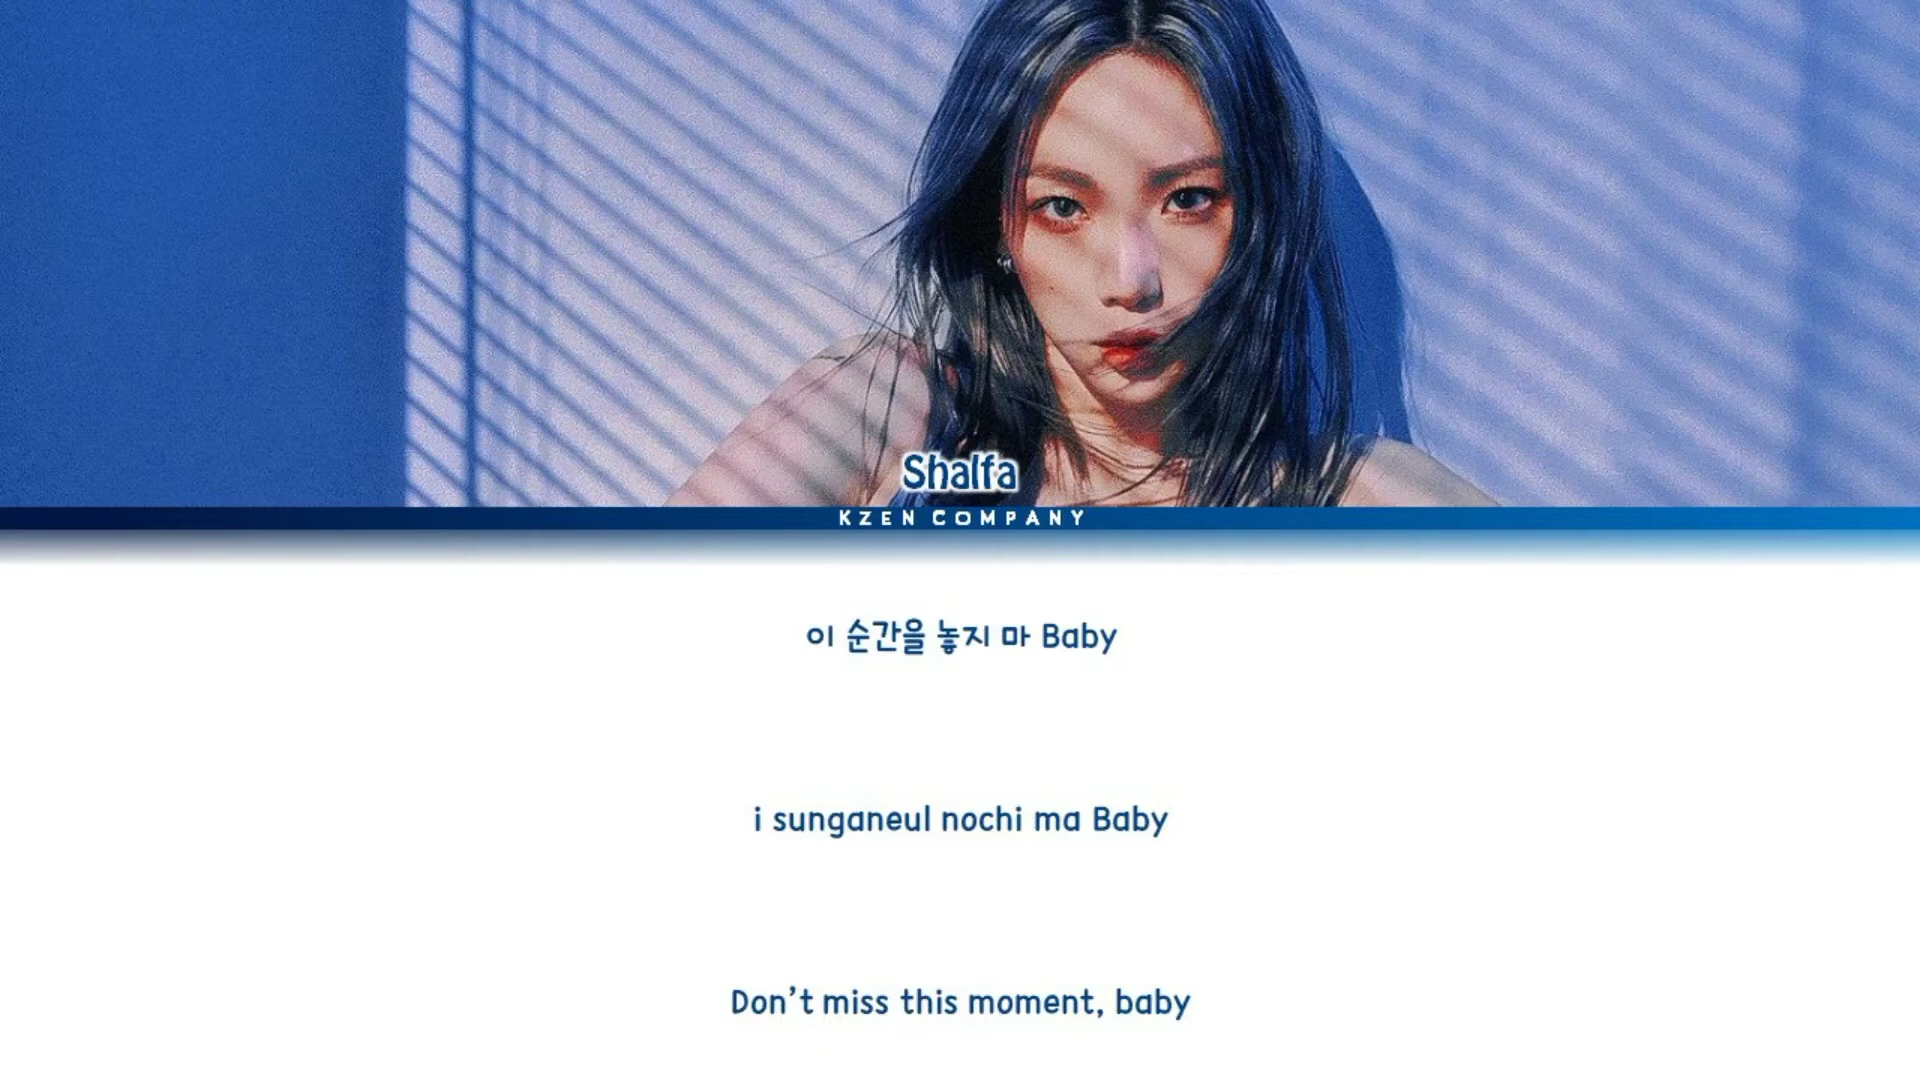 Shalfa
KZEN COMPANY
이 순간을 놓지 마 Baby
i sunganeul nochi ma Baby
Don’t miss this moment, baby